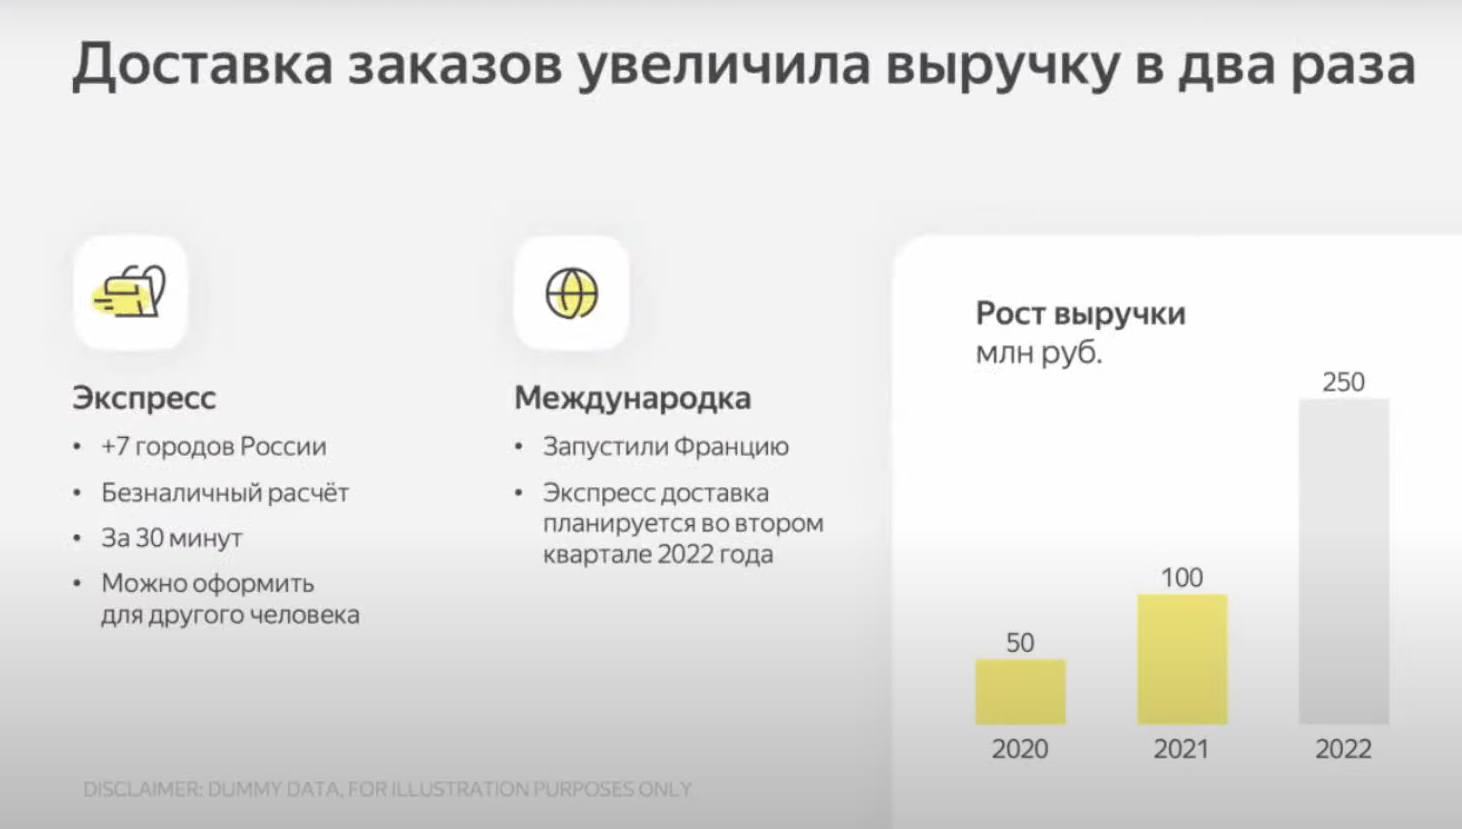 Доставка заказов увеличила выручку в два раза
Экспресс
• +7 городов России
• Безналичный расчёт
• За 30 минут
• Можно оформить
для другого человека
Международка
• Запустили Францию
• Экспресс доставка
планируется во втором
квартале 2022 года
Рост выручки
млн руб.
50
100
250
2020
2021
2022
DISCLAIMER: DUMMY DATA, FOR ILLUSTRATION PURPOSES ONLY